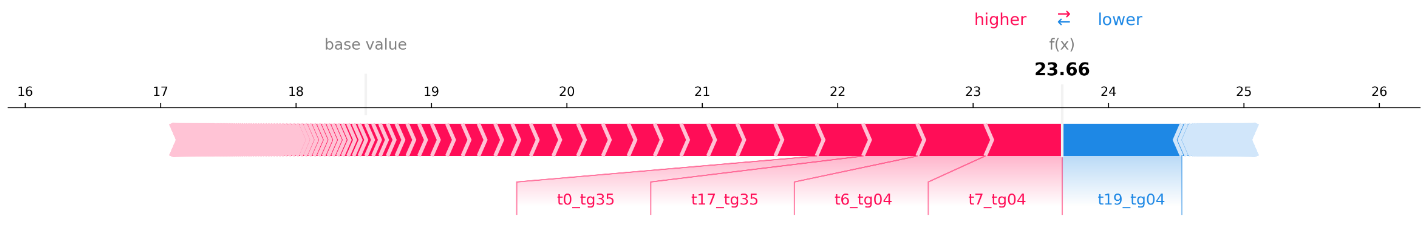 higher ⇄ lower
base value f(x)
23.66
16 17 18 19 20 21 22 23 24 25 26
t0_tg35 t17_tg35 t6_tg04 t7_tg04 t19_tg04